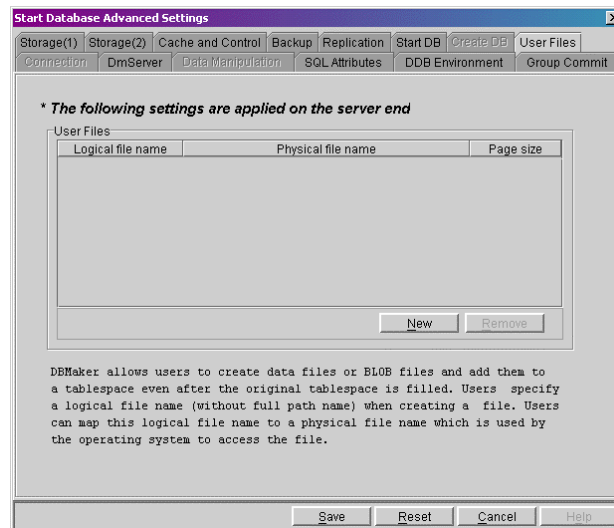 Start Database Advanced Settings
Storage(1) Storage(2) Cache and Control Backup Replication Start DB Create DB User Files
Connection DmServer Data Manipulation SQL Attributes DDB Environment Group Commit
* The following settings are applied on the server end
User Files
Logical file name Physical file name Page size
New Remove
DBMaker allows users to create data files or BLOB files and add them to
a tablespace even after the original tablespace is filled. Users specify
a logical file name (without full path name) when creating a file. Users
can map this logical file name to a physical file name which is used by
the operating system to access the file.
Save Reset Cancel Help